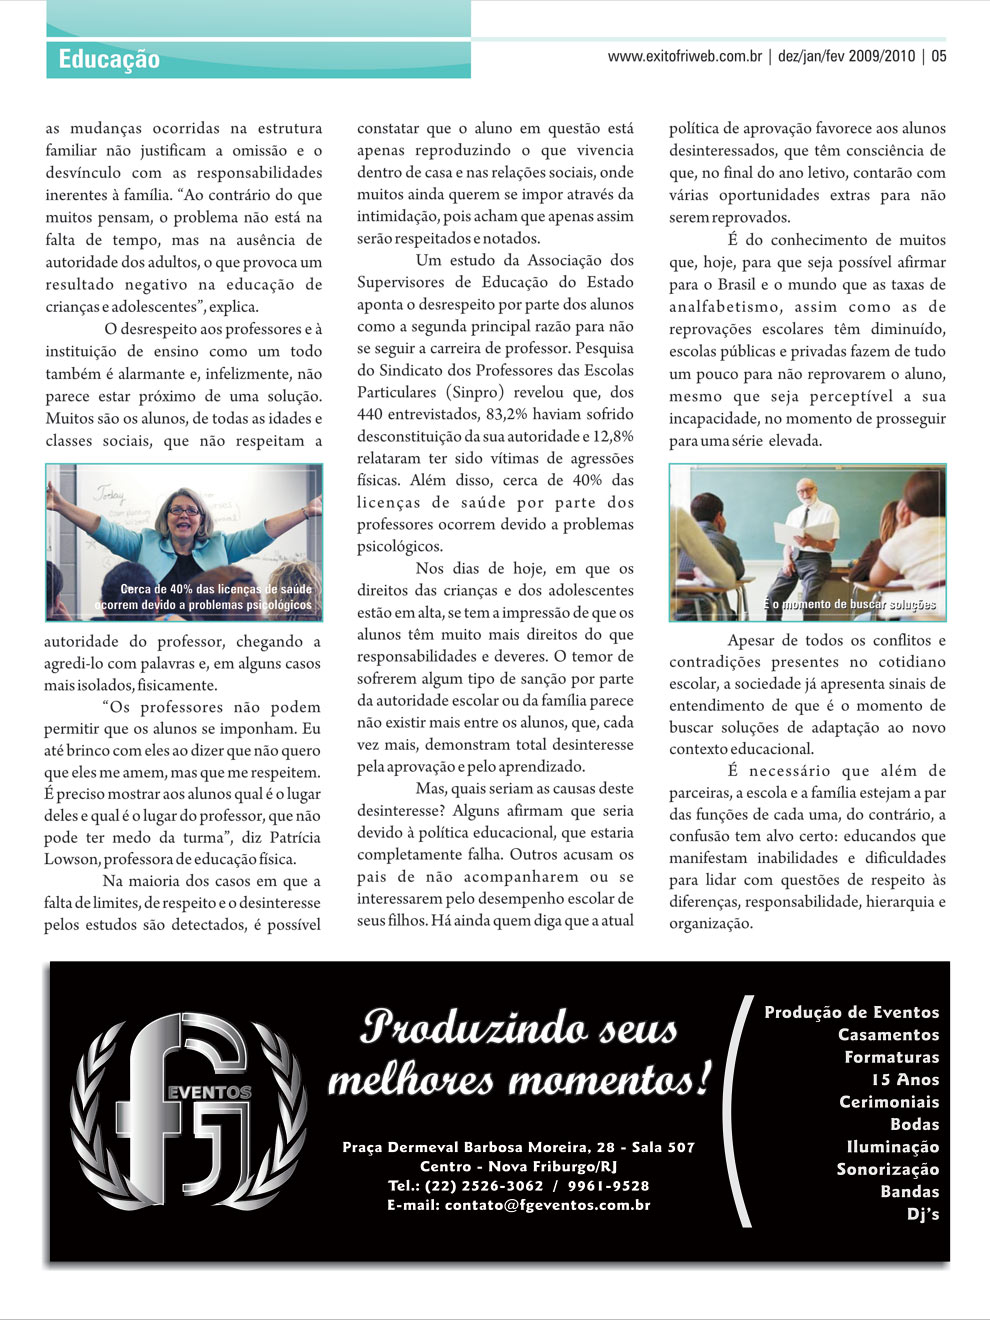 Educação
www.exitofriweb.com.br | dez/jan/fev 2009/2010 | 05
as mudanças ocorridas na estrutura
familiar não justificam a omissão e o
desvínculo com as responsabilidades
inerentes à família. “Ao contrário do que
muitos pensam, o problema não está na
falta de tempo, mas na ausência de
autoridade dos adultos, o que provoca um
resultado negativo na educação de
crianças e adolescentes”, explica.
O desrespeito aos professores e à
instituição de ensino como um todo
também é alarmante e, infelizmente, não
parece estar próximo de uma solução.
Muitos são os alunos, de todas as idades e
classes sociais, que não respeitam a
Today
Cerca de 40% das licenças de saúde
ocorrem devido a problemas psicológicos
autoridade do professor, chegando a
agredi-lo com palavras e, em alguns casos
mais isolados, fisicamente.
“Os professores não podem
permitir que os alunos se imponham. Eu
até brinco com eles ao dizer que não quero
que eles me amem, mas que me respeitem.
É preciso mostrar aos alunos qual é o lugar
deles e qual é o lugar do professor, que não
pode ter medo da turma”, diz Patrícia
Lowson, professora de educação física.
Na maioria dos casos em que a
falta de limites, de respeito e o desinteresse
pelos estudos são detectados, é possível
constatar que o aluno em questão está
apenas reproduzindo o que vivencia
dentro de casa e nas relações sociais, onde
muitos ainda querem se impor através da
intimidação, pois acham que apenas assim
serão respeitados e notados.
Um estudo da Associação dos
Supervisores de Educação do Estado
aponta o desrespeito por parte dos alunos
como a segunda principal razão para não
se seguir a carreira de professor. Pesquisa
do Sindicato dos Professores das Escolas
Particulares (Sinpro) revelou que, dos
440 entrevistados, 83,2% haviam sofrido
desconstituição da sua autoridade e 12,8%
relataram ter sido vítimas de agressões
físicas. Além disso, cerca de 40% das
licenças de saúde por parte dos
professores ocorrem devido a problemas
psicológicos.
Nos dias de hoje, em que os
direitos das crianças e dos adolescentes
estão em alta, se tem a impressão de que os
alunos têm muito mais direitos do que
responsabilidades e deveres. O temor de
sofrerem algum tipo de sanção por parte
da autoridade escolar ou da família parece
não existir mais entre os alunos, que, cada
vez mais, demonstram total desinteresse
pela aprovação e pelo aprendizado.
Mas, quais seriam as causas deste
desinteresse? Alguns afirmam que seria
devido à política educacional, que estaria
completamente falha. Outros acusam os
pais de não acompanharem ou se
interessarem pelo desempenho escolar de
seus filhos. Há ainda quem diga que a atual
política de aprovação favorece aos alunos
desinteressados, que têm consciência de
que, no final do ano letivo, contarão com
várias oportunidades extras para não
serem reprovados.
É do conhecimento de muitos
que, hoje, para que seja possível afirmar
para o Brasil e o mundo que as taxas de
analfabetismo, assim como as de
reprovações escolares têm diminuído,
escolas públicas e privadas fazem de tudo
um pouco para não reprovarem o aluno,
mesmo que seja perceptível a sua
incapacidade, no momento de prosseguir
para uma série elevada.
É o momento de buscar soluções
Apesar de todos os conflitos e
contradições presentes no cotidiano
escolar, a sociedade já apresenta sinais de
entendimento de que é o momento de
buscar soluções de adaptação ao novo
contexto educacional.
É necessário que além de
parceiras, a escola e a família estejam a par
das funções de cada uma, do contrário, a
confusão tem alvo certo: educandos que
manifestam inabilidades e dificuldades
para lidar com questões de respeito às
diferenças, responsabilidade, hierarquia e
organização.
fG
EVENTOS
Produzindo seus
melhores momentos!
Praça Dermeval Barbosa Moreira, 28 - Sala 507
Centro - Nova Friburgo/RJ
Tel.: (22) 2526-3062 / 9961-9528
E-mail: contato@fgeventos.com.br
Produção de Eventos
Casamentos
Formaturas
15 Anos
Cerimoniais
Bodas
Iluminação
Sonorização
Bandas
Dj’s